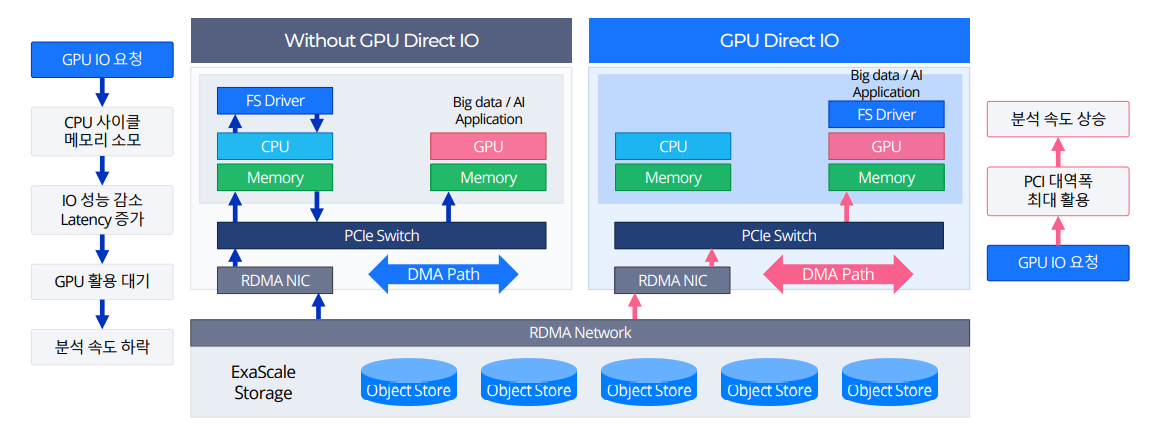 GPU IO 요청
CPU 사이클
메모리 소모
IO 성능 감소
Latency 증가
GPU 활용 대기
분석 속도 하락
Without GPU Direct IO
FS Driver
CPU
Memory
Big data / AI
Application
GPU
Memory
PCIe Switch
RDMA NIC
DMA Path
GPU Direct IO
Big data / AI
Application
FS Driver
CPU
Memory
GPU
Memory
PCIe Switch
RDMA NIC
DMA Path
분석 속도 상승
PCI 대역폭
최대 활용
GPU IO 요청
RDMA Network
ExaScale
Storage
Object Store
Object Store
Object Store
Object Store
Object Store